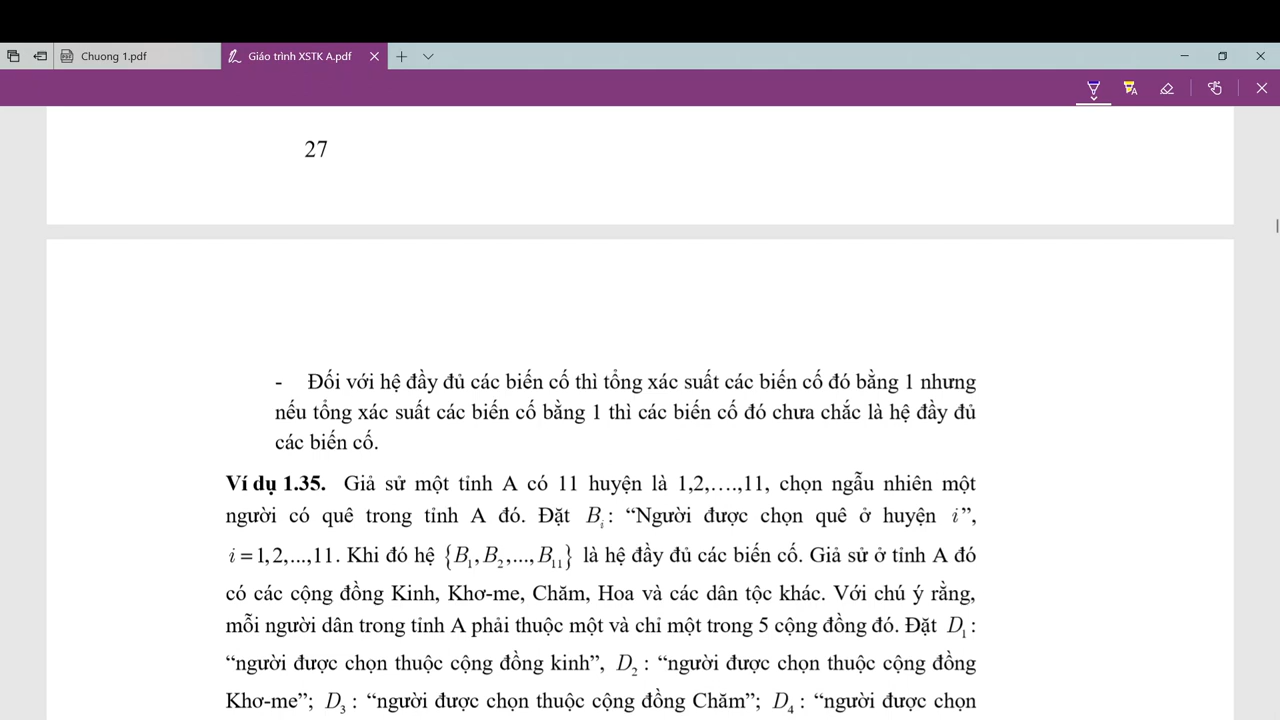 Chuong 1.pdf
Giáo trình XSTK A.pdf
27
- Đối với hệ đầy đủ các biến cố thì tổng xác suất các biến cố đó bằng 1 nhưng
nếu tổng xác suất các biến cố bằng 1 thì các biến cố đó chưa chắc là hệ đầy đủ
các biến cố.
Ví dụ 1.35. Giả sử một tỉnh A có 11 huyện là 1,2,….,11, chọn ngẫu nhiên một
người có quê trong tỉnh A đó. Đặt Bᵢ: “Người được chọn quê ở huyện i”,
i = 1, 2,...,11. Khi đó hệ {B₁, B₂,..., B₁₁} là hệ đầy đủ các biến cố. Giả sử ở tỉnh A đó
có các cộng đồng Kinh, Khơ-me, Chăm, Hoa và các dân tộc khác. Với chú ý rằng,
mỗi người dân trong tỉnh A phải thuộc một và chỉ một trong 5 cộng đồng đó. Đặt D₁ :
“người được chọn thuộc cộng đồng kinh”, D₂ : “người được chọn thuộc cộng đồng
Khơ-me”; D₃ : “người được chọn thuộc cộng đồng Chăm”; D₄ : “người được chọn